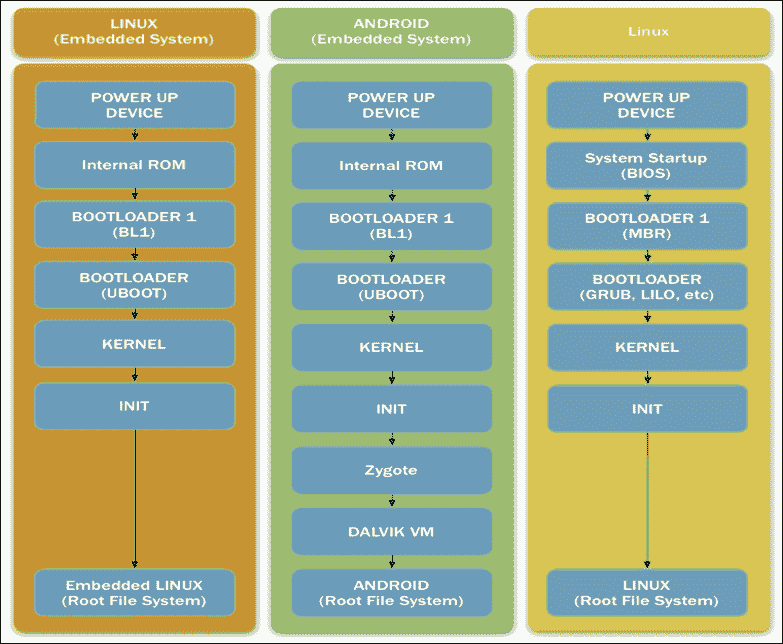 LINUX
(Embedded System)
POWER UP
DEVICE
Internal ROM
BOOTLOADER 1
(BL1)
BOOTLOADER
(UBOOT)
KERNEL
INIT
Embedded LINUX
(Root File System)
ANDROID
(Embedded System)
POWER UP
DEVICE
Internal ROM
BOOTLOADER 1
(BL1)
BOOTLOADER
(UBOOT)
KERNEL
INIT
Zygote
DALVIK VM
ANDROID
(Root File System)
Linux
POWER UP
DEVICE
System Startup
(BIOS)
BOOTLOADER 1
(MBR)
BOOTLOADER
(GRUB, LILO, etc)
KERNEL
INIT
LINUX
(Root File System)